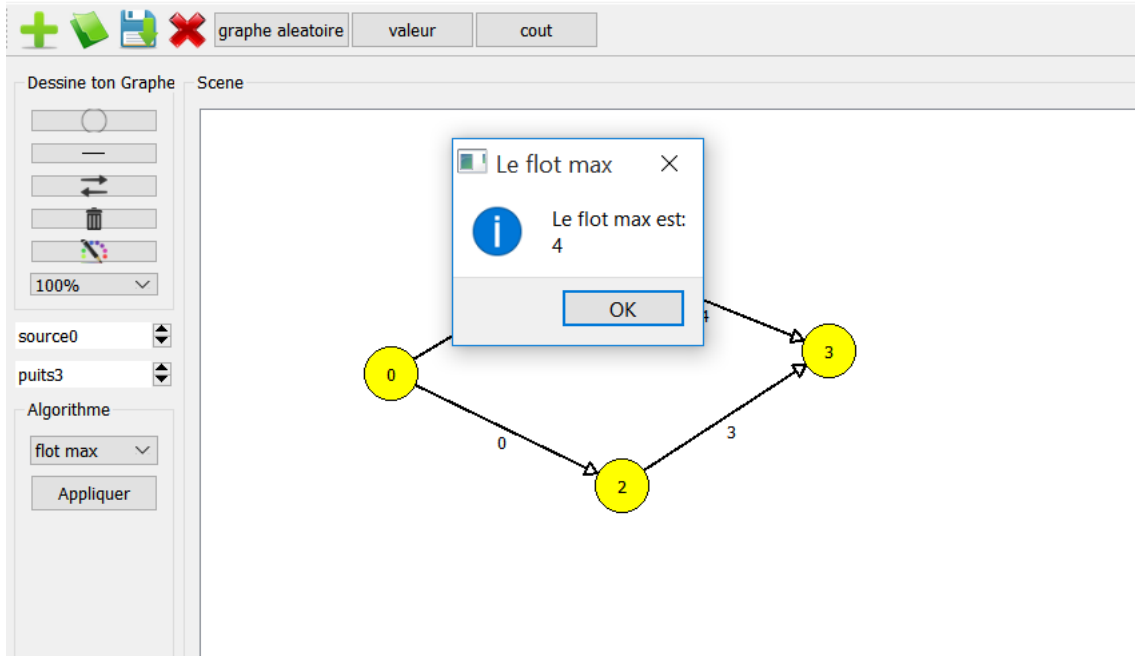 graphe aleatoire
valeur
cout
Dessine ton Graphe
Scene
100%
source0
puits3
Algorithme
flot max
Appliquer
Le flot max
Le flot max est:
4
OK
4
0
3
0
3
2